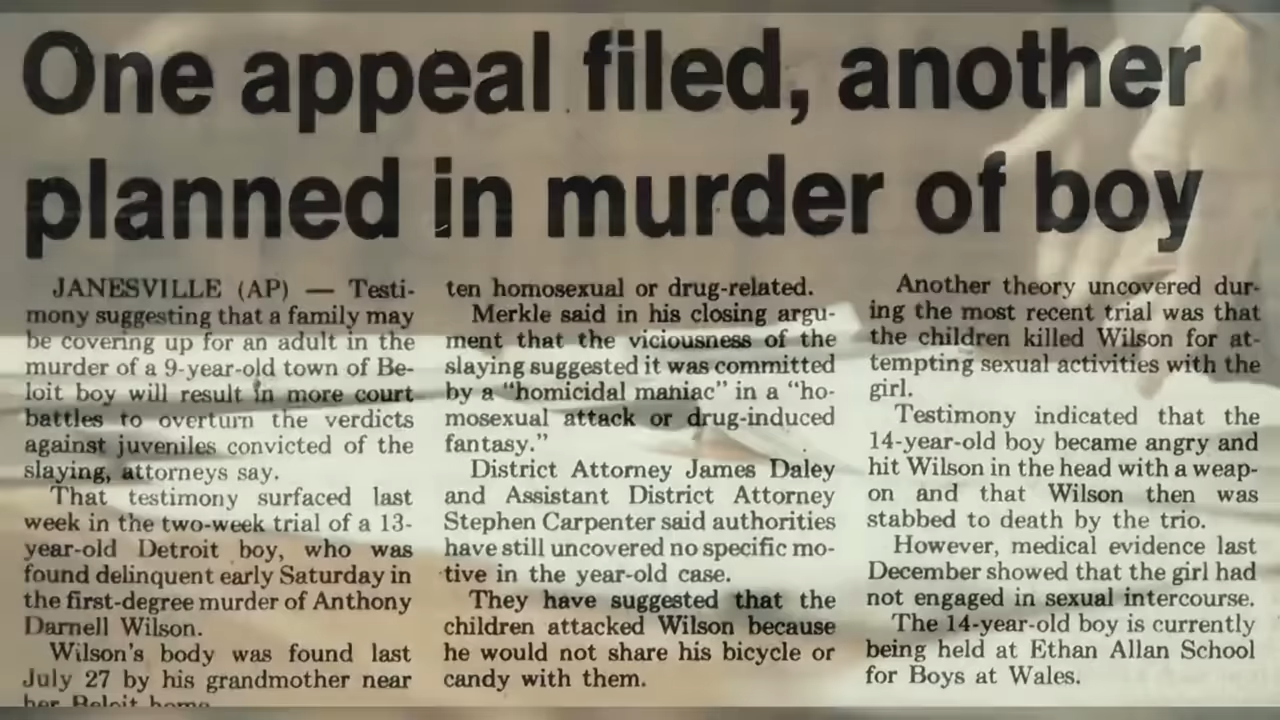 One appeal filed, another
planned in murder of boy
JANESVILLE (AP) — Testi-
mony suggesting that a family may
be covering up for an adult in the
murder of a 9-year-old town of Be-
loit boy will result in more court
battles to overturn the verdicts
against juveniles convicted of the
slaying, attorneys say.
That testimony surfaced last
week in the two-week trial of a 13-
year-old Detroit boy, who was
found delinquent early Saturday in
the first-degree murder of Anthony
Darnell Wilson.
Wilson's body was found last
July 27 by his grandmother near
her Beloit home
ten homosexual or drug-related.
Merkle said in his closing argu-
ment that the viciousness of the
slaying suggested it was committed
by a "homicidal maniac" in a "ho-
mosexual attack or drug-induced
fantasy."
District Attorney James Daley
and Assistant District Attorney
Stephen Carpenter said authorities
have still uncovered no specific mo-
tive in the year-old case.
They have suggested that the
children attacked Wilson because
he would not share his bicycle or
candy with them.
Another theory uncovered dur-
ing the most recent trial was that
the children killed Wilson for at-
tempting sexual activities with the
girl.
Testimony indicated that the
14-year-old boy became angry and
hit Wilson in the head with a weap-
on and that Wilson then was
stabbed to death by the trio.
However, medical evidence last
December showed that the girl had
not engaged in sexual intercourse.
The 14-year-old boy is currently
being held at Ethan Allan School
for Boys at Wales.